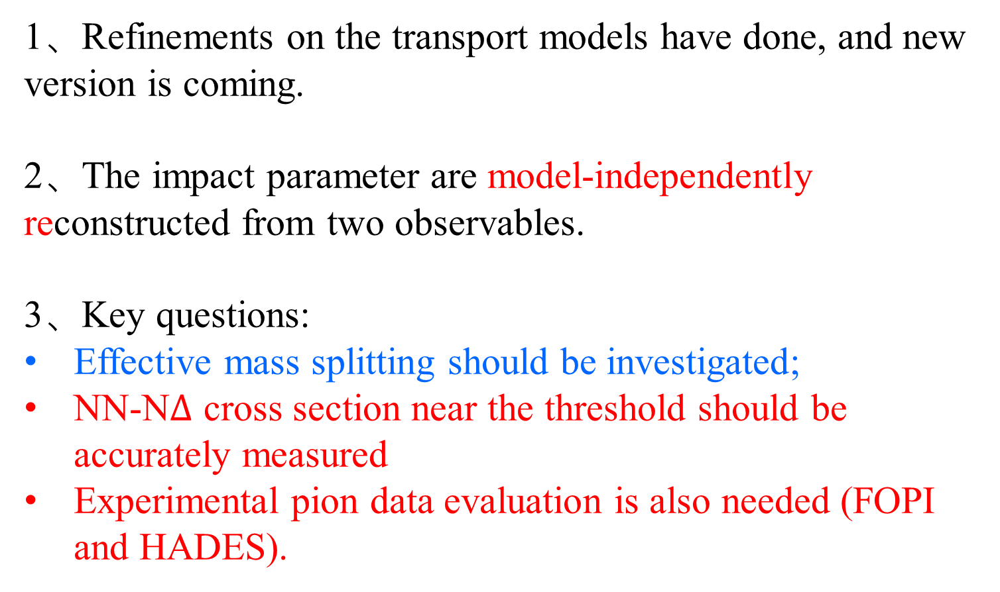 1、Refinements on the transport models have done, and new
version is coming.
2、The impact parameter are model-independently
reconstructed from two observables.
3、Key questions:
• Effective mass splitting should be investigated;
• NN-NΔ cross section near the threshold should be
accurately measured
• Experimental pion data evaluation is also needed (FOPI
and HADES).